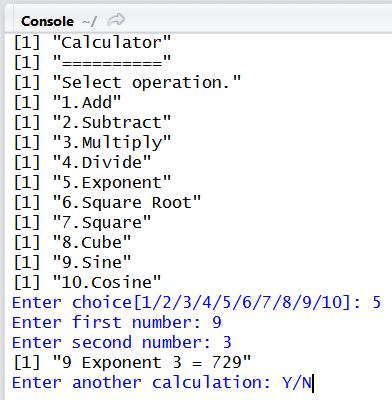 Console ~/
[1] "Calculator"
[1] "=========="
[1] "Select operation."
[1] "1.Add"
[1] "2.Subtract"
[1] "3.Multiply"
[1] "4.Divide"
[1] "5.Exponent"
[1] "6.Square Root"
[1] "7.Square"
[1] "8.Cube"
[1] "9.Sine"
[1] "10.Cosine"
Enter choice[1/2/3/4/5/6/7/8/9/10]: 5
Enter first number: 9
Enter second number: 3
[1] "9 Exponent 3 = 729"
Enter another calculation: Y/N